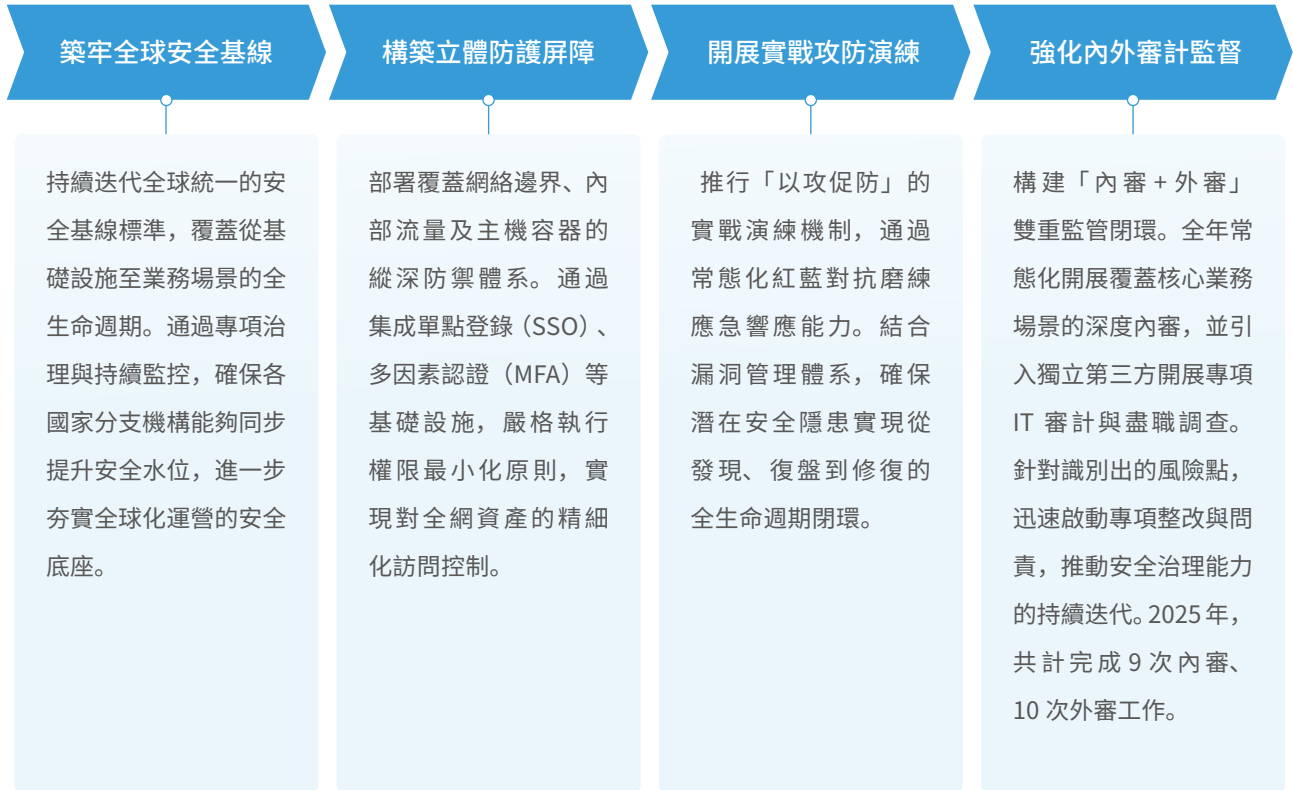 築牢全球安全基線
持續迭代全球統一的安
全基線標準，覆蓋從基
礎設施至業務場景的全
生命週期。通過專項治
理與持續監控，確保各
國家分支機構能夠同步
提升安全水位，進一步
夯實全球化運營的安全
底座。
構築立體防護屏障
部署覆蓋網絡邊界、內
部流量及主機容器的
縱深防禦體系。通過
集成單點登錄（SSO）、
多因素認證（MFA）等
基礎設施，嚴格執行
權限最小化原則，實
現對全網資產的精細
化訪問控制。
開展實戰攻防演練
推行「以攻促防」的
實戰演練機制，通過
常態化紅藍對抗磨練
應急響應能力。結合
漏洞管理體系，確保
潛在安全隱患實現從
發現、復盤到修復的
全生命週期閉環。
強化內外審計監督
構建「內審 + 外審」
雙重監管閉環。全年常
態化開展覆蓋核心業務
場景的深度內審，並引
入獨立第三方開展專項
IT 審計與盡職調查。
針對識別出的風險點，
迅速啟動專項整改與問
責，推動安全治理能力
的持續迭代。2025 年，
共計完成 9 次內審、
10 次外審工作。